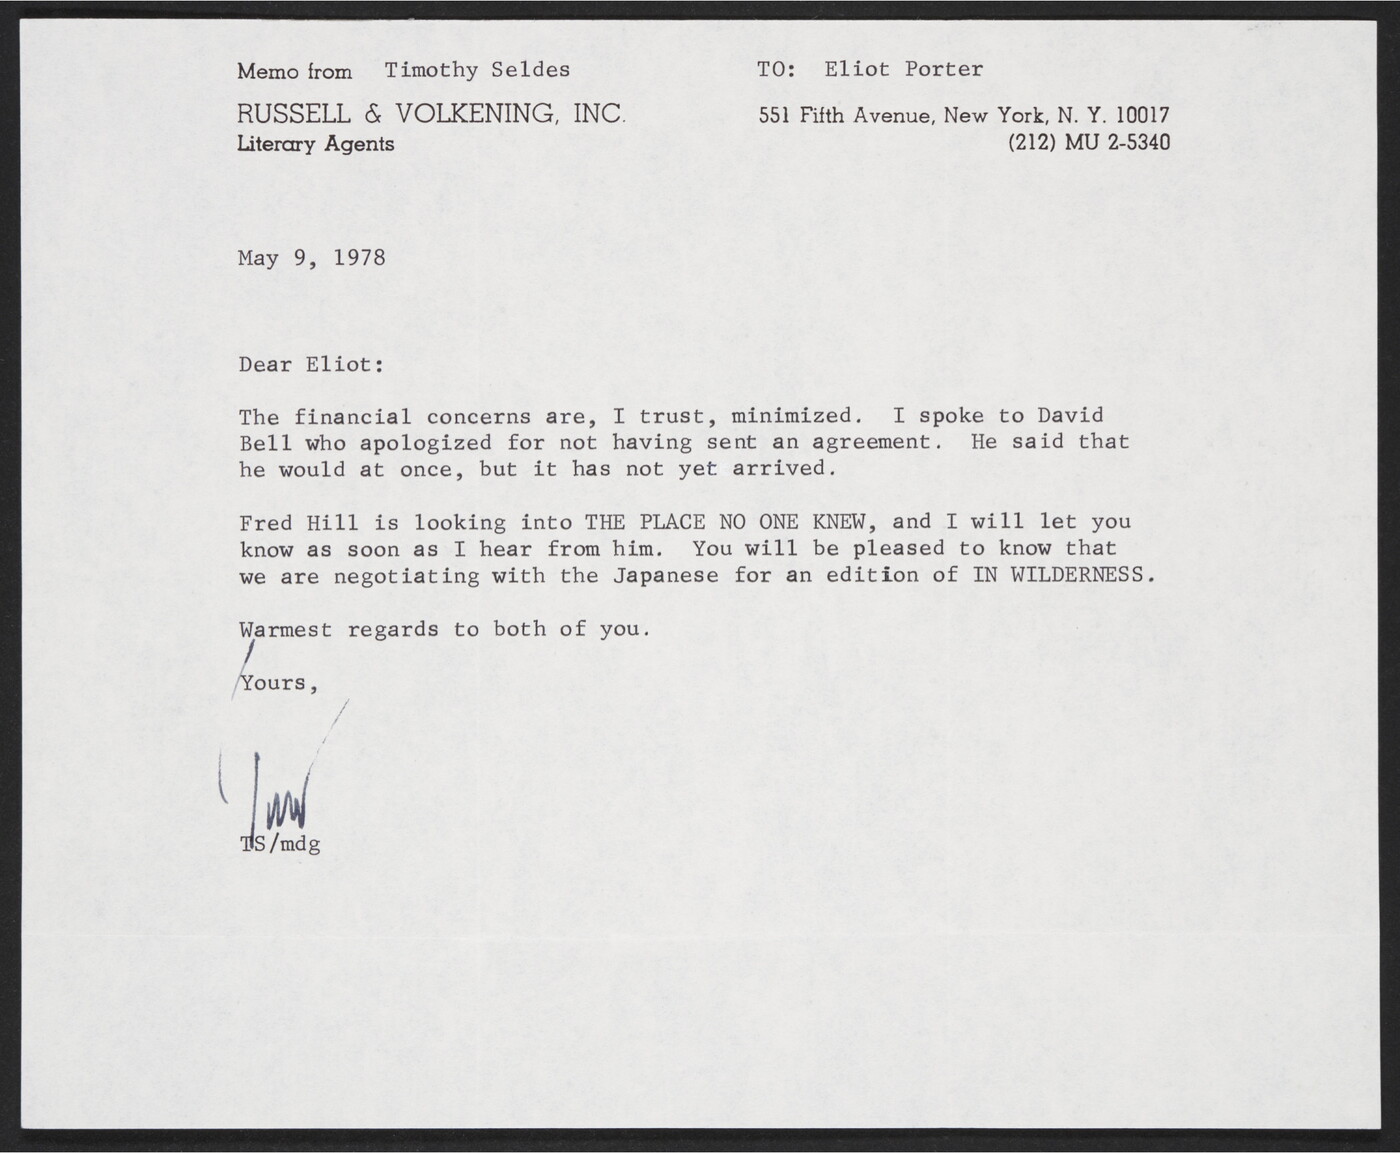 Memo from Timothy Seldes
TO: Eliot Porter
RUSSELL & VOLKENING, INC.
551 Fifth Avenue, New York, N. Y. 10017
Literary Agents
(212) MU 2-5340
May 9, 1978
Dear Eliot:
The financial concerns are, I trust, minimized. I spoke to David
Bell who apologized for not having sent an agreement. He said that
he would at once, but it has not yet arrived.
Fred Hill is looking into THE PLACE NO ONE KNEW, and I will let you
know as soon as I hear from him. You will be pleased to know that
we are negotiating with the Japanese for an edition of IN WILDERNESS.
Warmest regards to both of you.
Yours,
TS/mdg